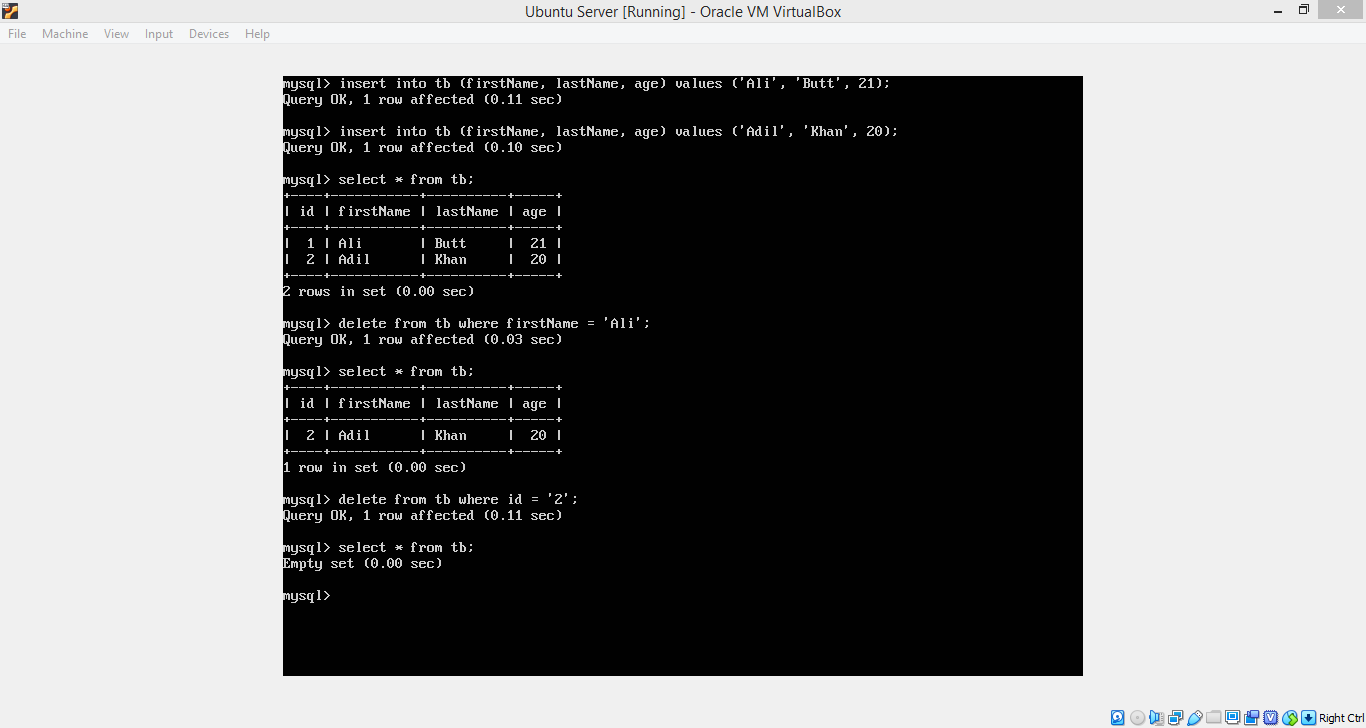 Ubuntu Server [Running] - Oracle VM VirtualBox
File Machine View Input Devices Help
mysql> insert into tb (firstName, lastName, age) values ('Ali', 'Butt', 21);
Query OK, 1 row affected (0.11 sec)
mysql> insert into tb (firstName, lastName, age) values ('Adil', 'Khan', 20);
Query OK, 1 row affected (0.10 sec)
mysql> select * from tb;
+----+-----------+----------+-----+
| id | firstName | lastName | age |
+----+-----------+----------+-----+
|  1 | Ali       | Butt     |  21 |
|  2 | Adil      | Khan     |  20 |
+----+-----------+----------+-----+
2 rows in set (0.00 sec)
mysql> delete from tb where firstName = 'Ali';
Query OK, 1 row affected (0.03 sec)
mysql> select * from tb;
+----+-----------+----------+-----+
| id | firstName | lastName | age |
+----+-----------+----------+-----+
|  2 | Adil      | Khan     |  20 |
+----+-----------+----------+-----+
1 row in set (0.00 sec)
mysql> delete from tb where id = '2';
Query OK, 1 row affected (0.11 sec)
mysql> select * from tb;
Empty set (0.00 sec)
mysql>
Right Ctrl